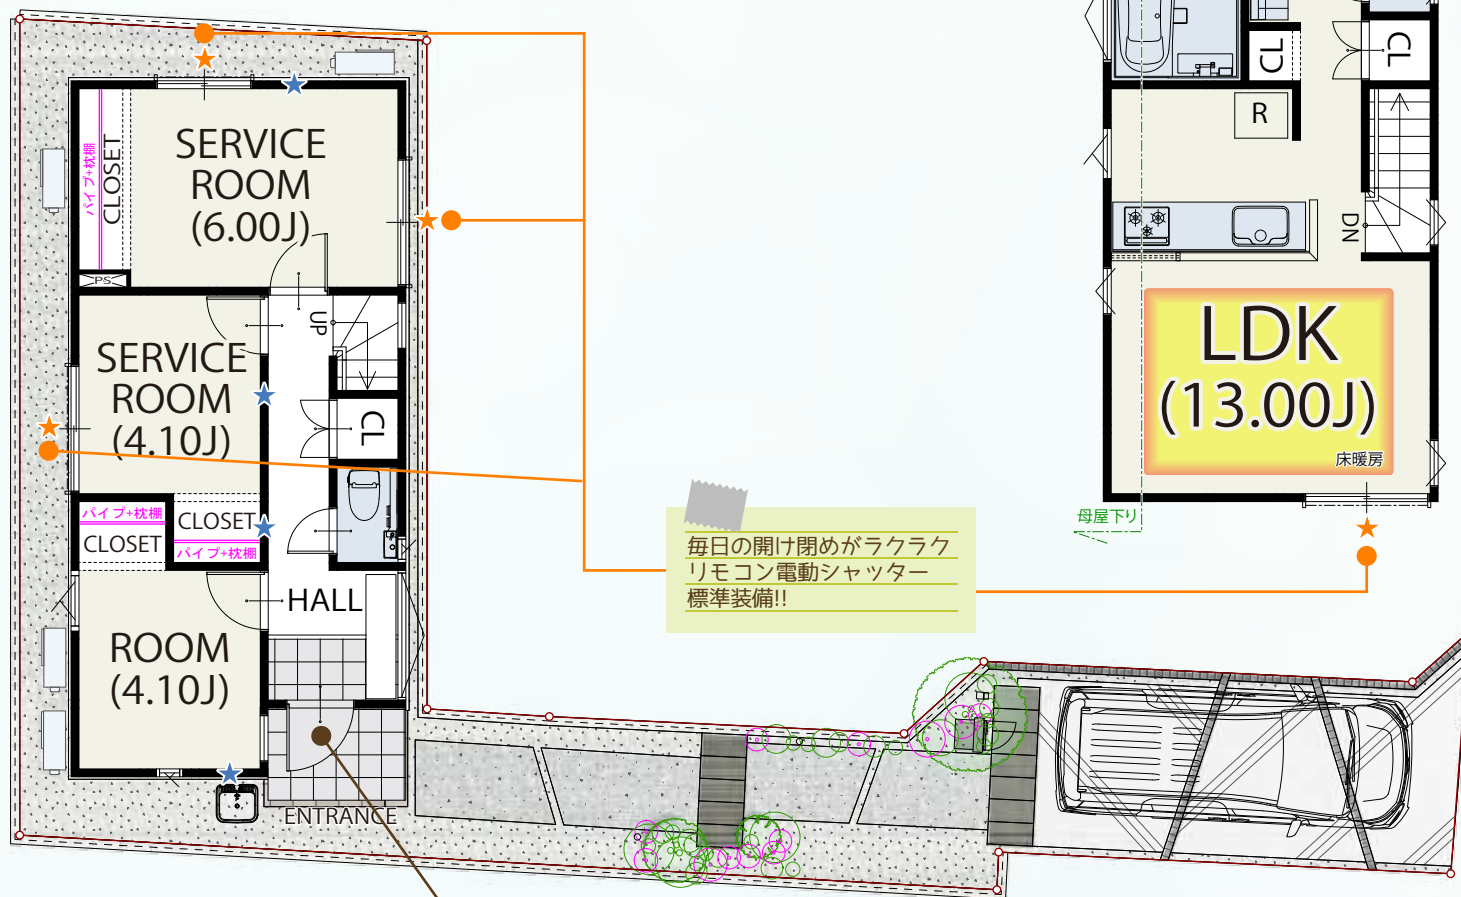 SERVICE
ROOM
(6.00J)
CLOSET
パイプ+枕棚
PS
SERVICE
ROOM
(4.10J)
UP
CL
パイプ+枕棚
CLOSET
CLOSET
パイプ+枕棚
HALL
ROOM
(4.10J)
ENTRANCE
毎日の開け閉めがラクラク
リモコン電動シャッター
標準装備!!
CL
CL
R
DN
LDK
(13.00J)
床暖房
母屋下り